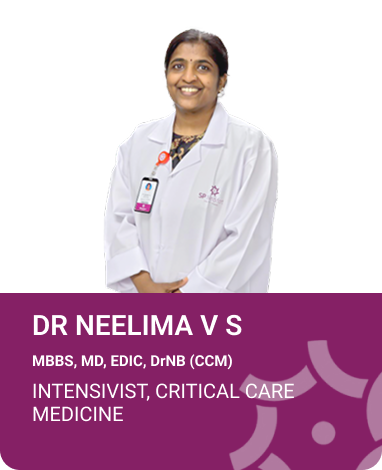 DR NEELIMA V S
MBBS, MD, EDIC, DrNB (CCM)
INTENSIVIST, CRITICAL CARE
MEDICINE